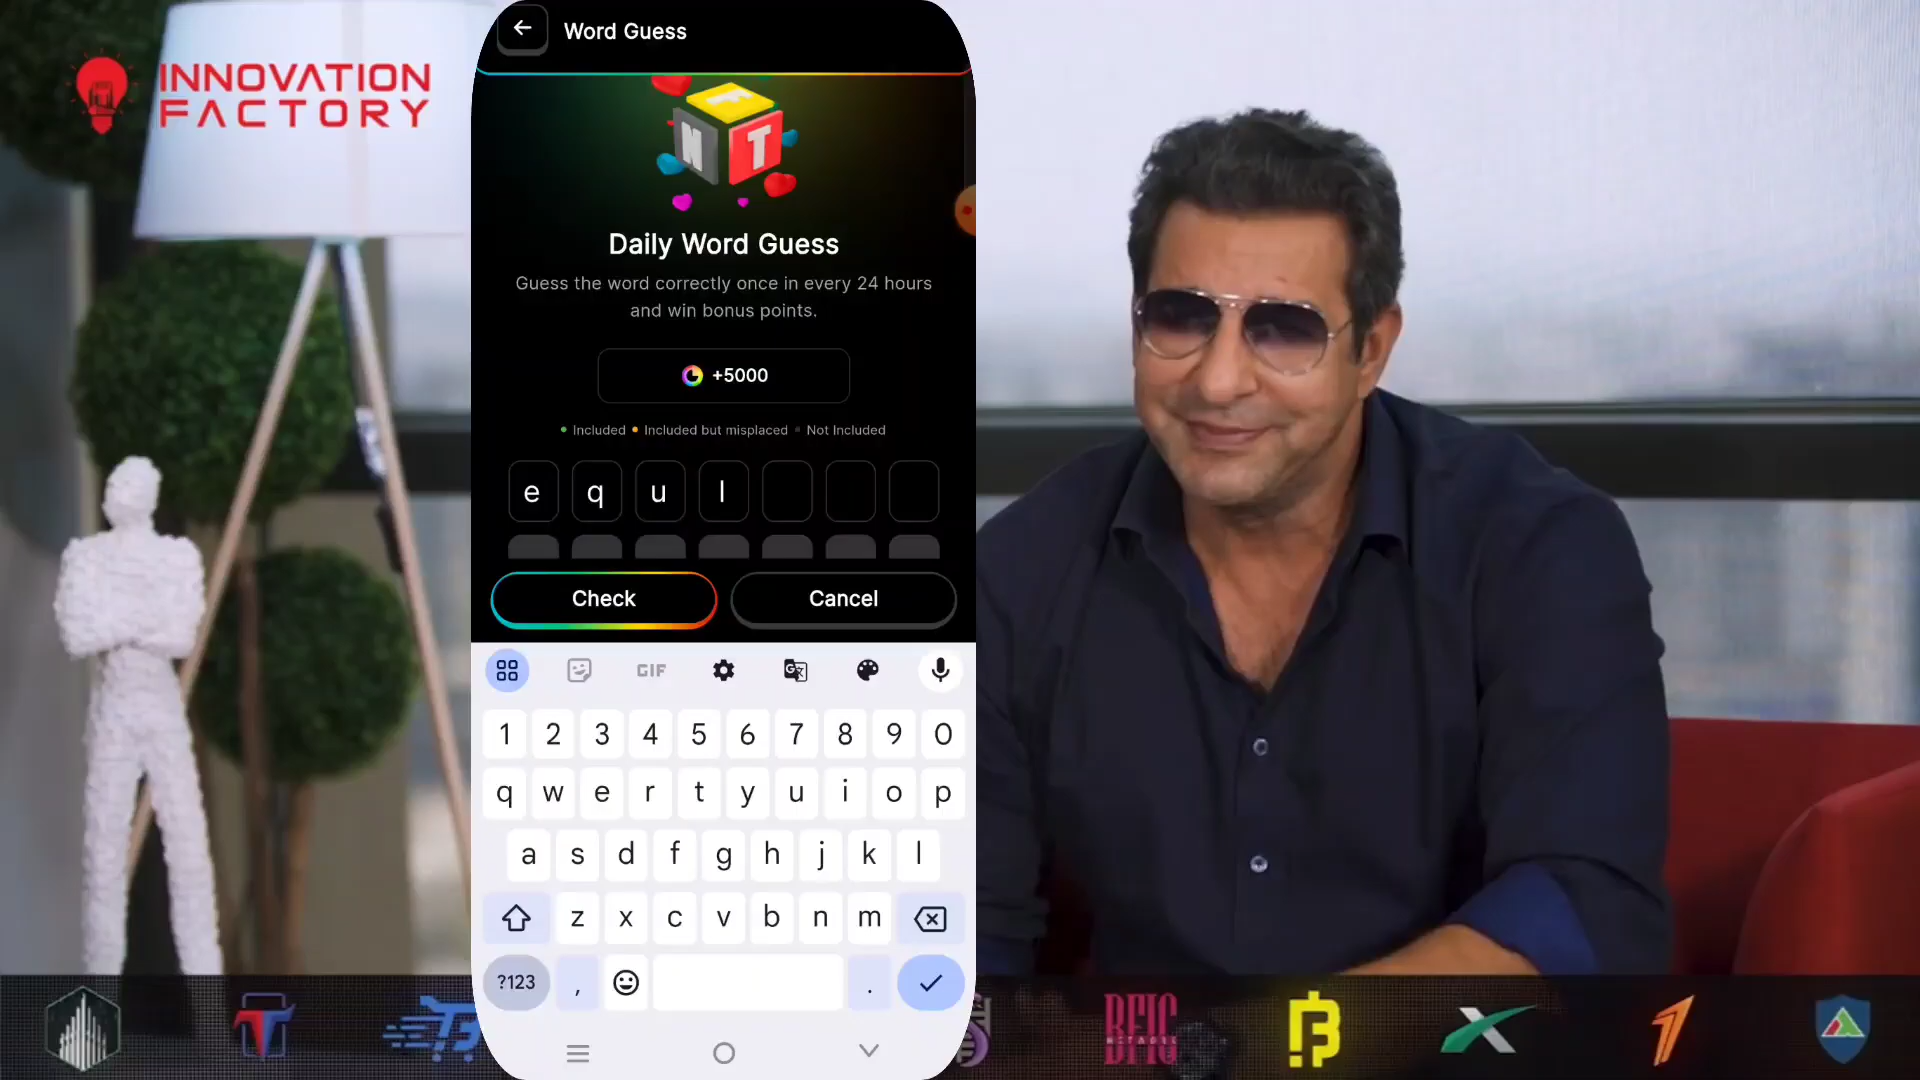 INNOVATION
FACTORY
Word Guess
F
N T
Daily Word Guess
Guess the word correctly once in every 24 hours
and win bonus points.
+5000
Included Included but misplaced Not Included
e q u l
Check Cancel
GIF
1 2 3 4 5 6 7 8 9 0
q w e r t y u i o p
a s d f g h j k l
z x c v b n m
?123 , .
BFIC
NETWORK